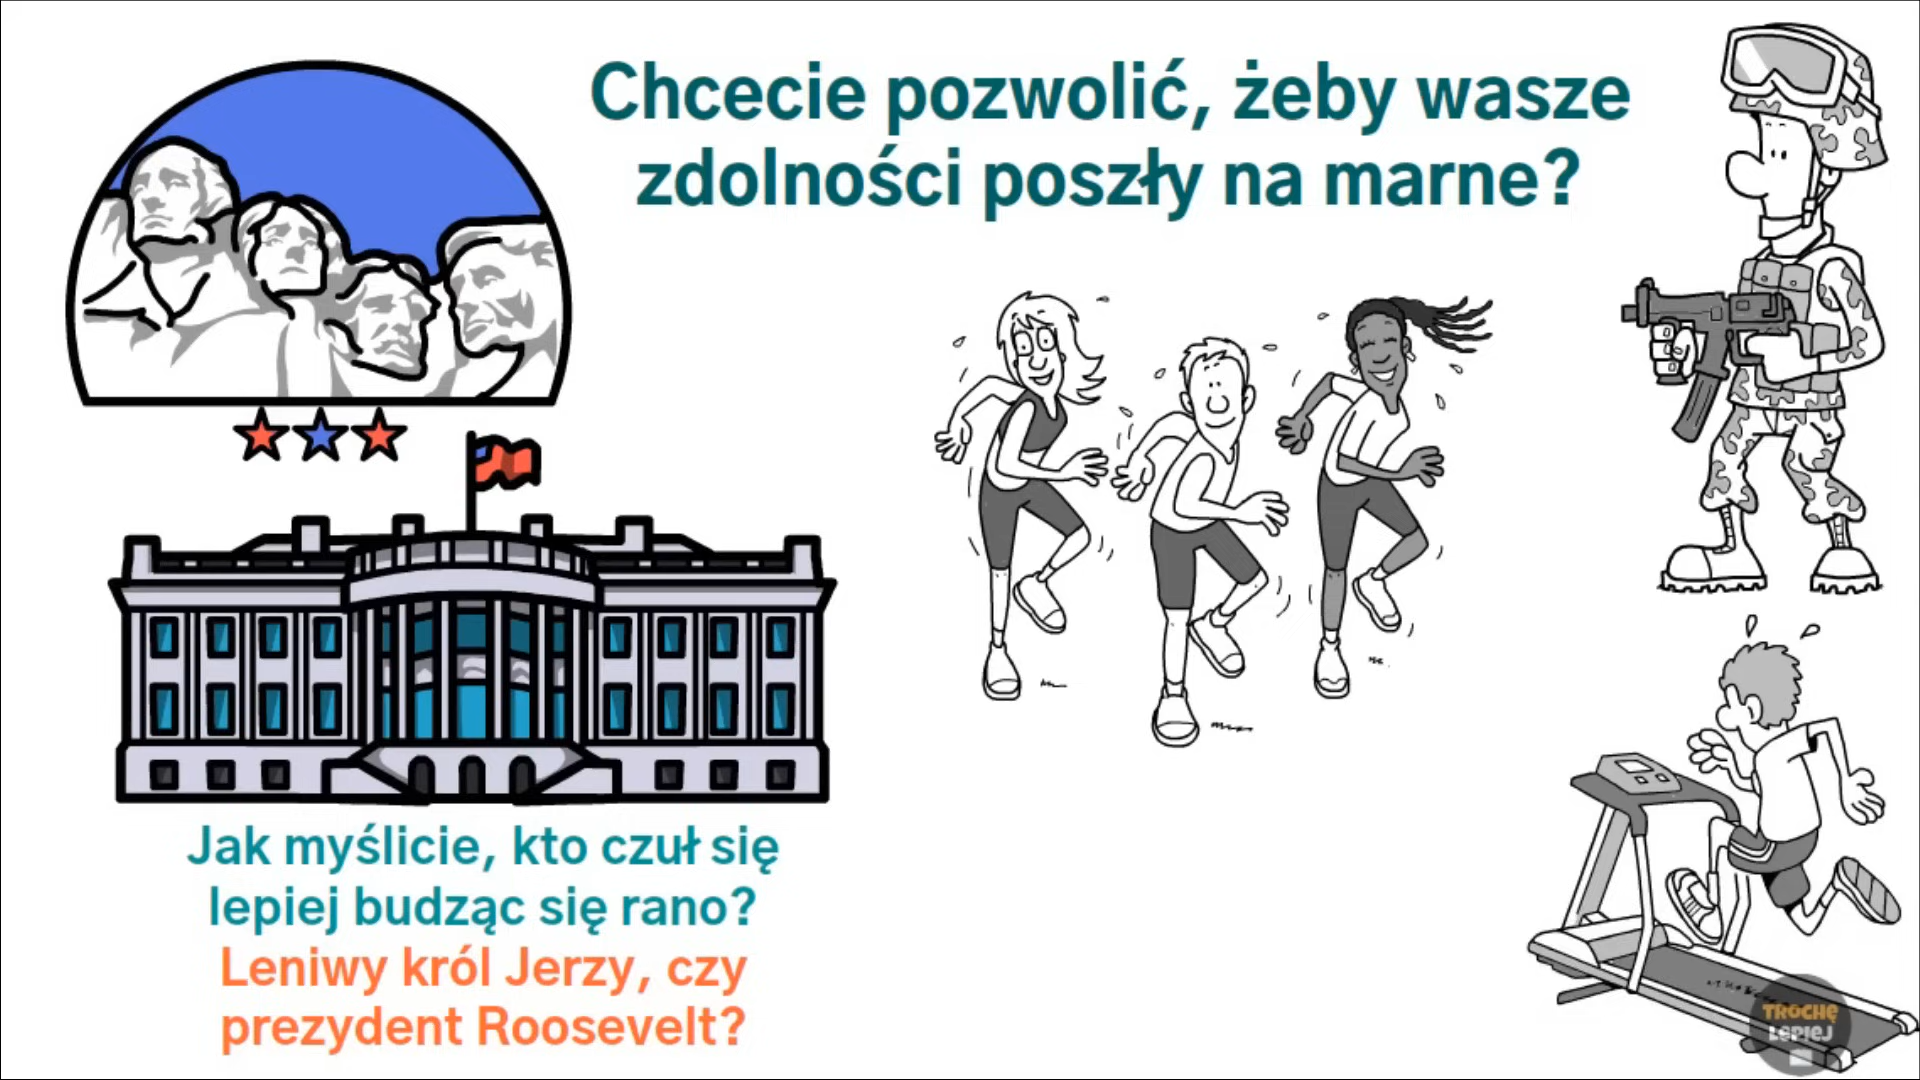 Chcecie pozwolić, żeby wasze
zdolności poszły na marne?
Jak myślicie, kto czuł się
lepiej budząc się rano?
Leniwy król Jerzy, czy
prezydent Roosevelt?
TROCHĘ
LEPIEJ